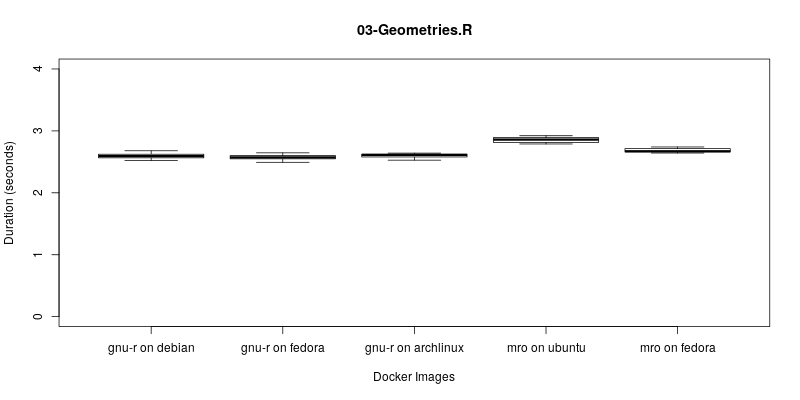 03-Geometries.R
4
3
2
1
0
Duration (seconds)
gnu-r on debian
gnu-r on fedora
gnu-r on archlinux
mro on ubuntu
mro on fedora
Docker Images